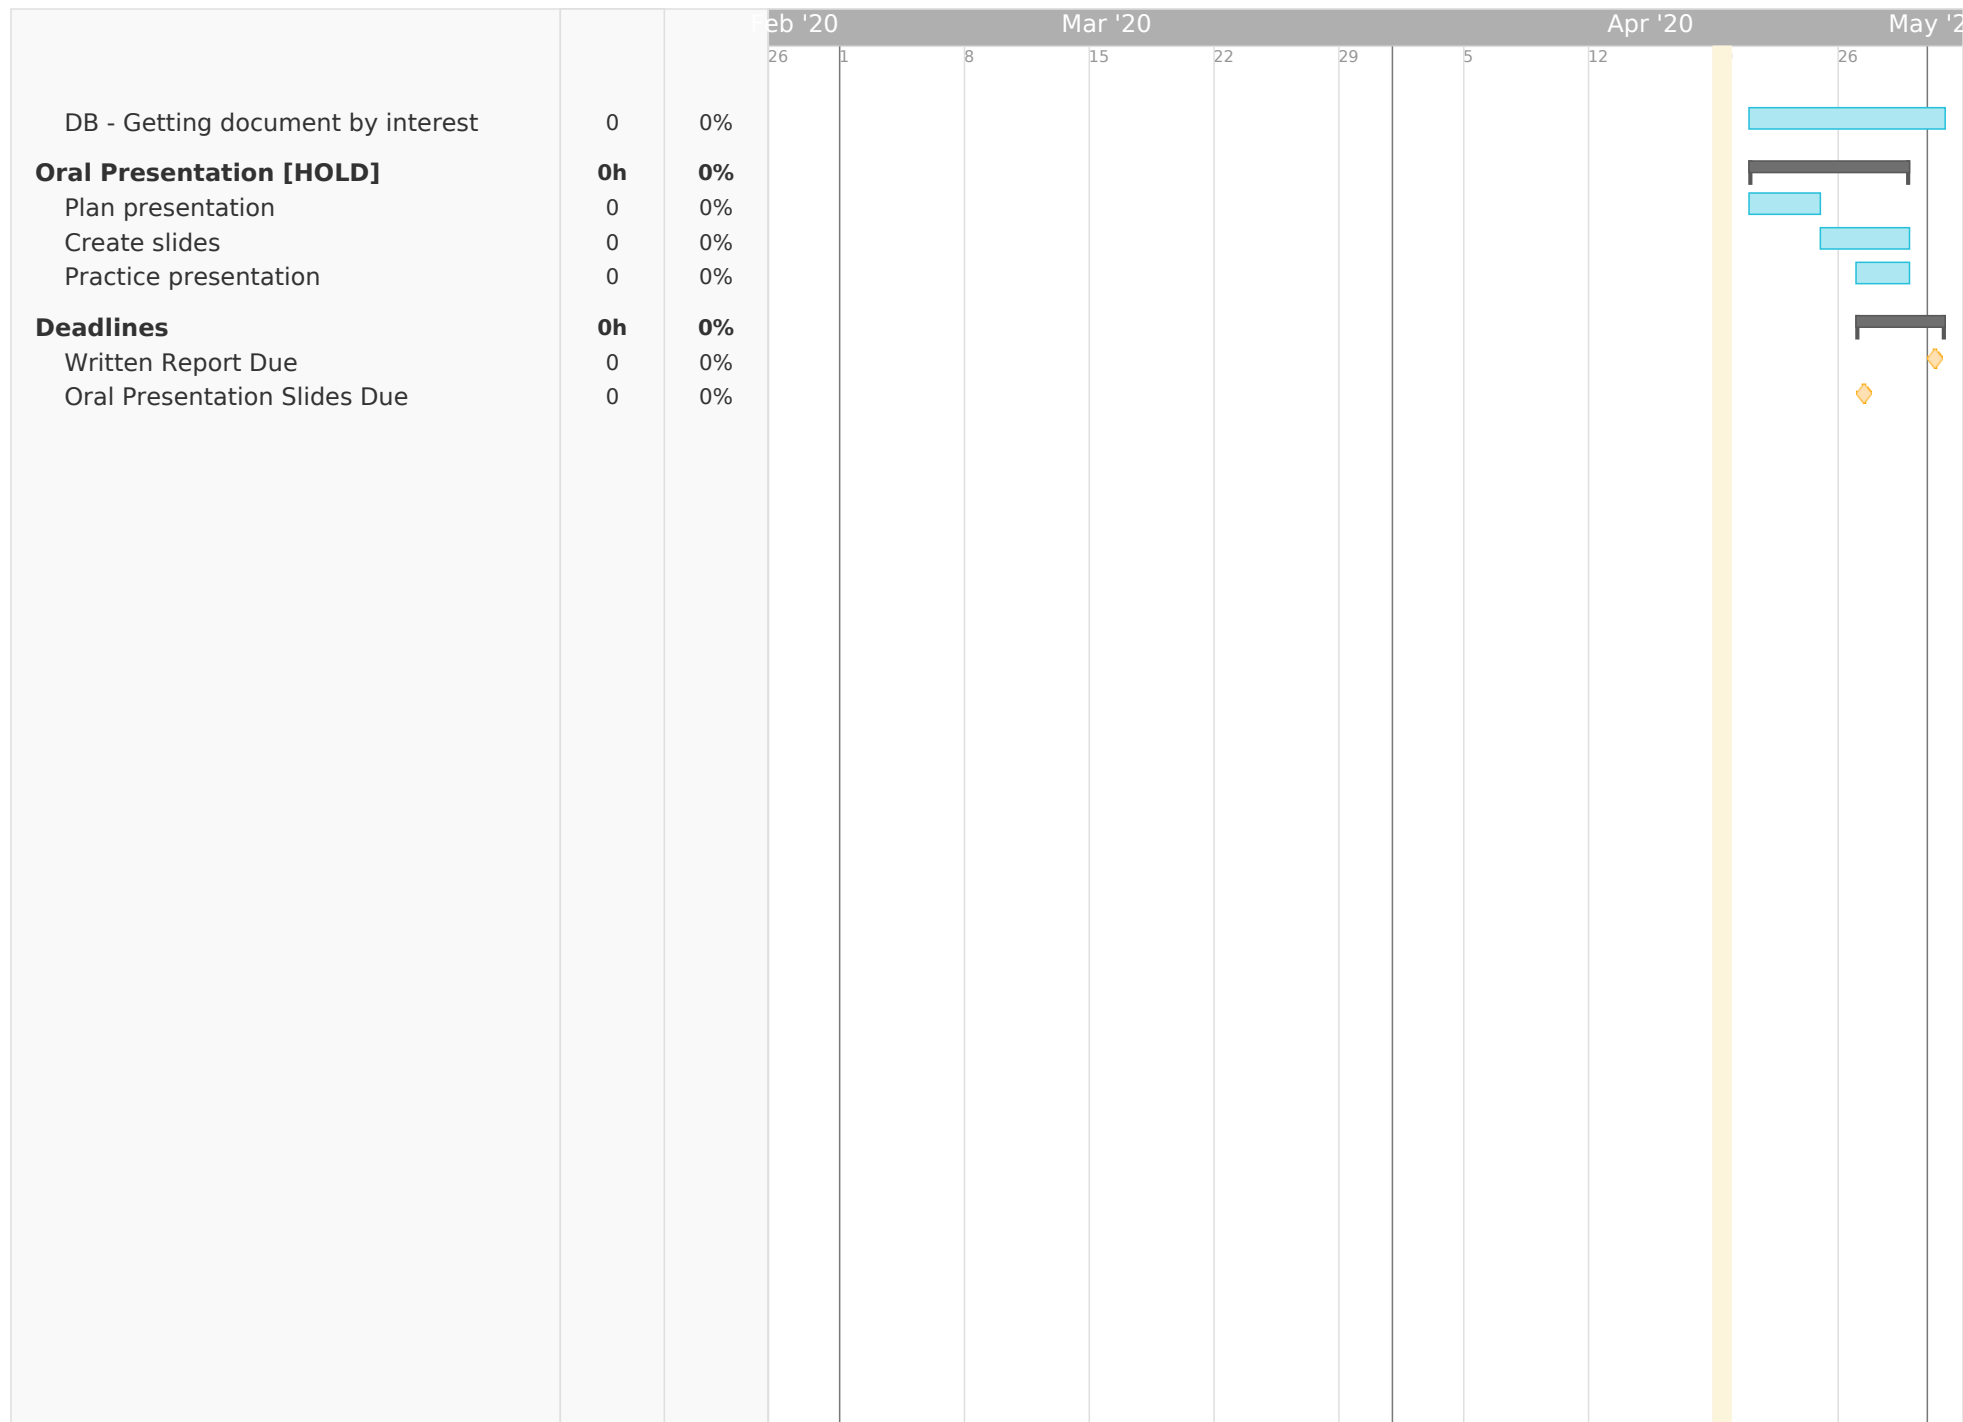 Feb '20 Mar '20 Apr '20 May '2
26 1 8 15 22 29 5 12 26
DB - Getting document by interest 0 0%
Oral Presentation [HOLD] 0h 0%
Plan presentation 0 0%
Create slides 0 0%
Practice presentation 0 0%
Deadlines 0h 0%
Written Report Due 0 0%
Oral Presentation Slides Due 0 0%